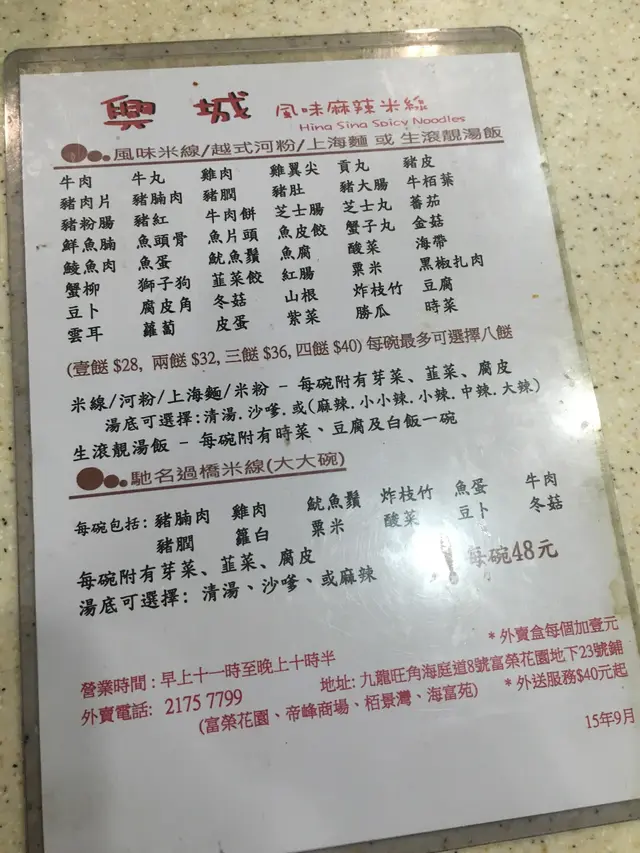 興 城 風味麻辣米線
Hing Sing Spicy Noodles
風味米線/越式河粉/上海麵 或 生滾靚湯飯
牛肉 牛丸 雞肉 雞翼尖 貢丸 豬皮
豬肉片 豬腩肉 豬膶 豬肚 豬大腸 牛栢葉
豬粉腸 豬紅 牛肉餅 芝士腸 芝士丸 蕃茄
鮮魚腩 魚頭骨 魚片頭 魚皮餃 蟹子丸 金菇
鯪魚肉 魚蛋 魷魚鬚 魚腐 酸菜 海帶
蟹柳 獅子狗 韮菜餃 紅腸 粟米 黑椒扎肉
豆卜 腐皮角 冬菇 山根 炸枝竹 豆腐
雲耳 蘿蔔 皮蛋 紫菜 勝瓜 時菜
(壹餸 $28, 兩餸 $32, 三餸 $36, 四餸 $40) 每碗最多可選擇八餸
米線/河粉/上海麵/米粉 - 每碗附有芽菜、韮菜、腐皮
湯底可選擇:清湯.沙嗲.或(麻辣.小小辣.小辣.中辣.大辣)
生滾靚湯飯 - 每碗附有時菜、豆腐及白飯一碗
馳名過橋米線(大大碗)
每碗包括: 豬腩肉 雞肉 魷魚鬚 炸枝竹 魚蛋 牛肉
豬膶 籮白 粟米 酸菜 豆卜 冬菇
每碗附有芽菜、韮菜、腐皮
湯底可選擇: 清湯、沙嗲、或麻辣
每碗48元
*外賣盒每個加壹元
營業時間：早上十一時至晚上十時半
地址: 九龍旺角海庭道8號富榮花園地下23號鋪
外賣電話: 2175 7799
(富榮花園、帝峰商場、栢景灣、海富苑)
*外送服務$40元起
15年9月